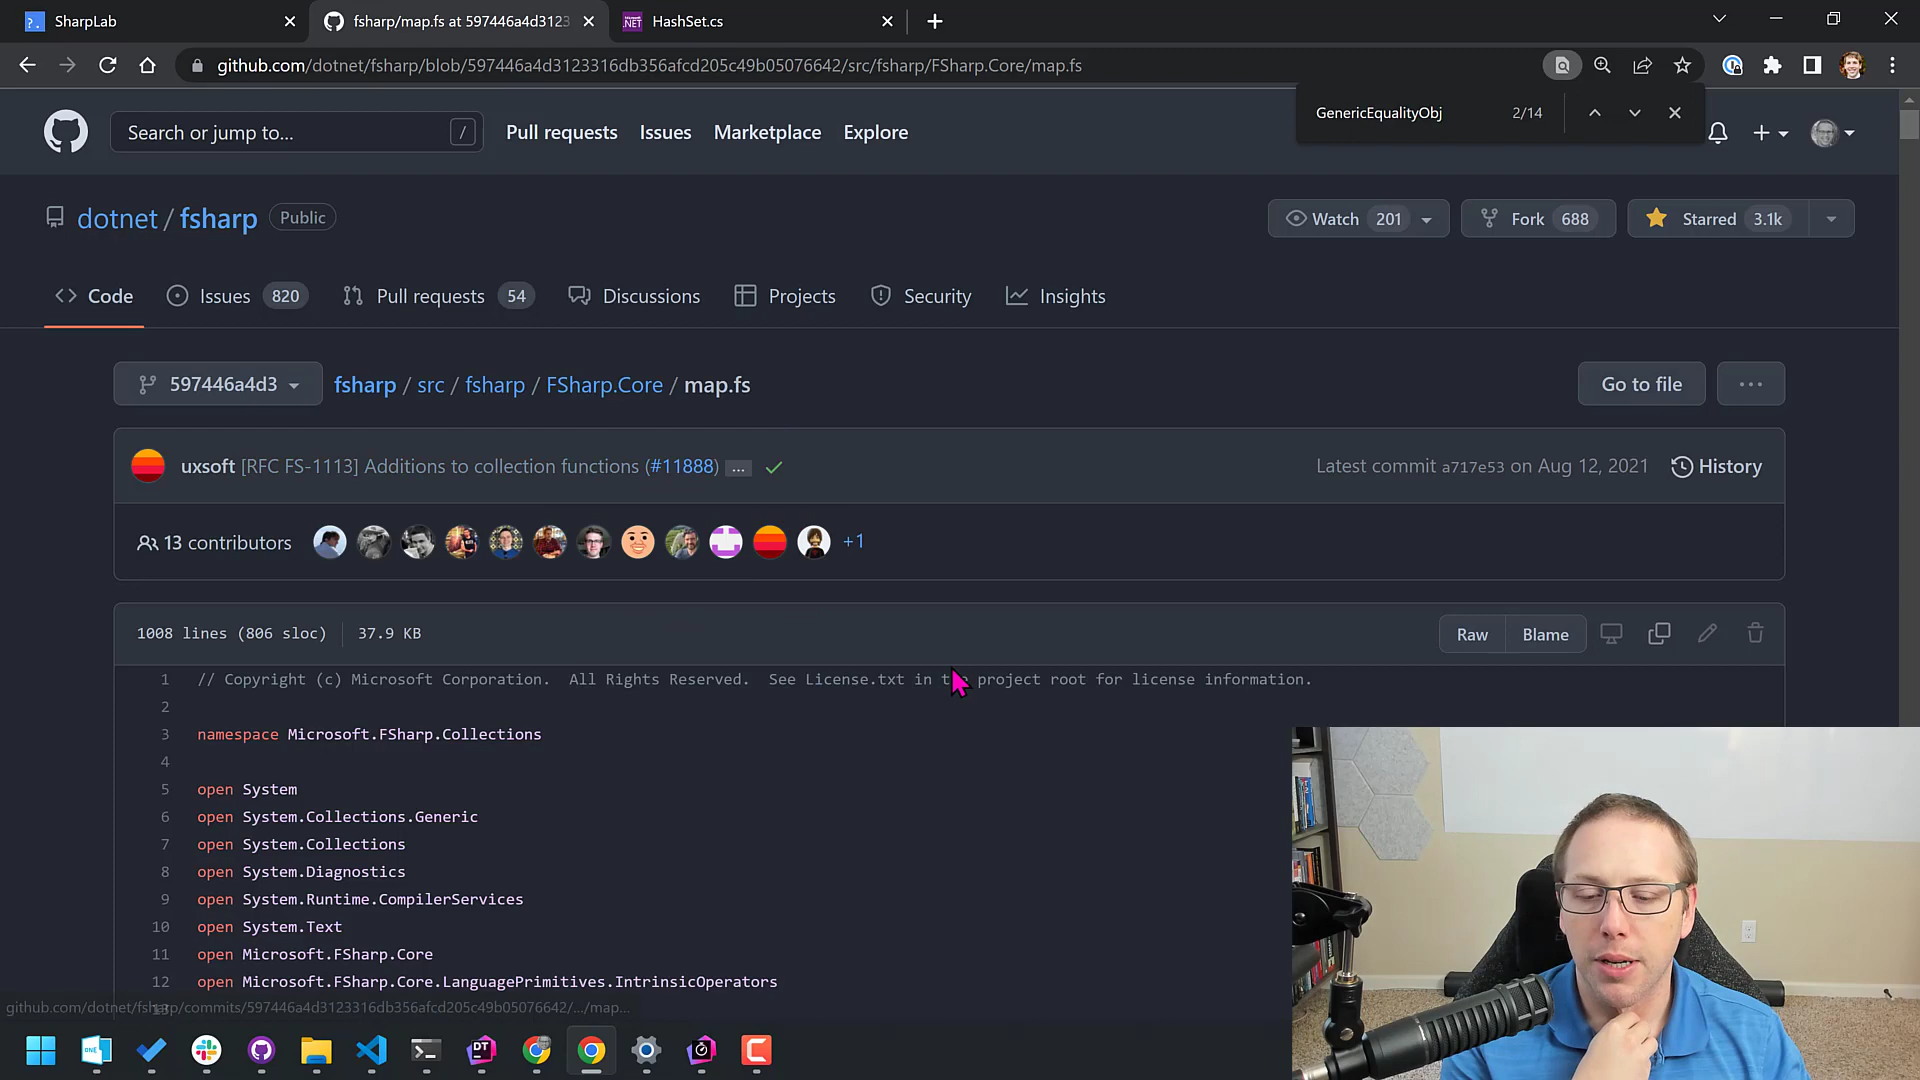 SharpLab
fsharp/map.fs at 597446a4d3123
HashSet.cs
github.com/dotnet/fsharp/blob/597446a4d3123316db356afcd205c49b05076642/src/fsharp/FSharp.Core/map.fs
GenericEqualityObj 2/14
Search or jump to... /
Pull requests Issues Marketplace Explore
dotnet / fsharp Public
Watch 201 Fork 688 Starred 3.1k
Code Issues 820 Pull requests 54 Discussions Projects Security Insights
597446a4d3 fsharp / src / fsharp / FSharp.Core / map.fs Go to file ...
uxsoft [RFC FS-1113] Additions to collection functions (#11888) ... Latest commit a717e53 on Aug 12, 2021 History
13 contributors +1
1008 lines (806 sloc) 37.9 KB Raw Blame
1 // Copyright (c) Microsoft Corporation. All Rights Reserved. See License.txt in the project root for license information.
2
3 namespace Microsoft.FSharp.Collections
4
5 open System
6 open System.Collections.Generic
7 open System.Collections
8 open System.Diagnostics
9 open System.Runtime.CompilerServices
10 open System.Text
11 open Microsoft.FSharp.Core
12 open Microsoft.FSharp.Core.LanguagePrimitives.IntrinsicOperators
13
github.com/dotnet/fsharp/commits/597446a4d3123316db356afcd205c49b05076642/.../map...